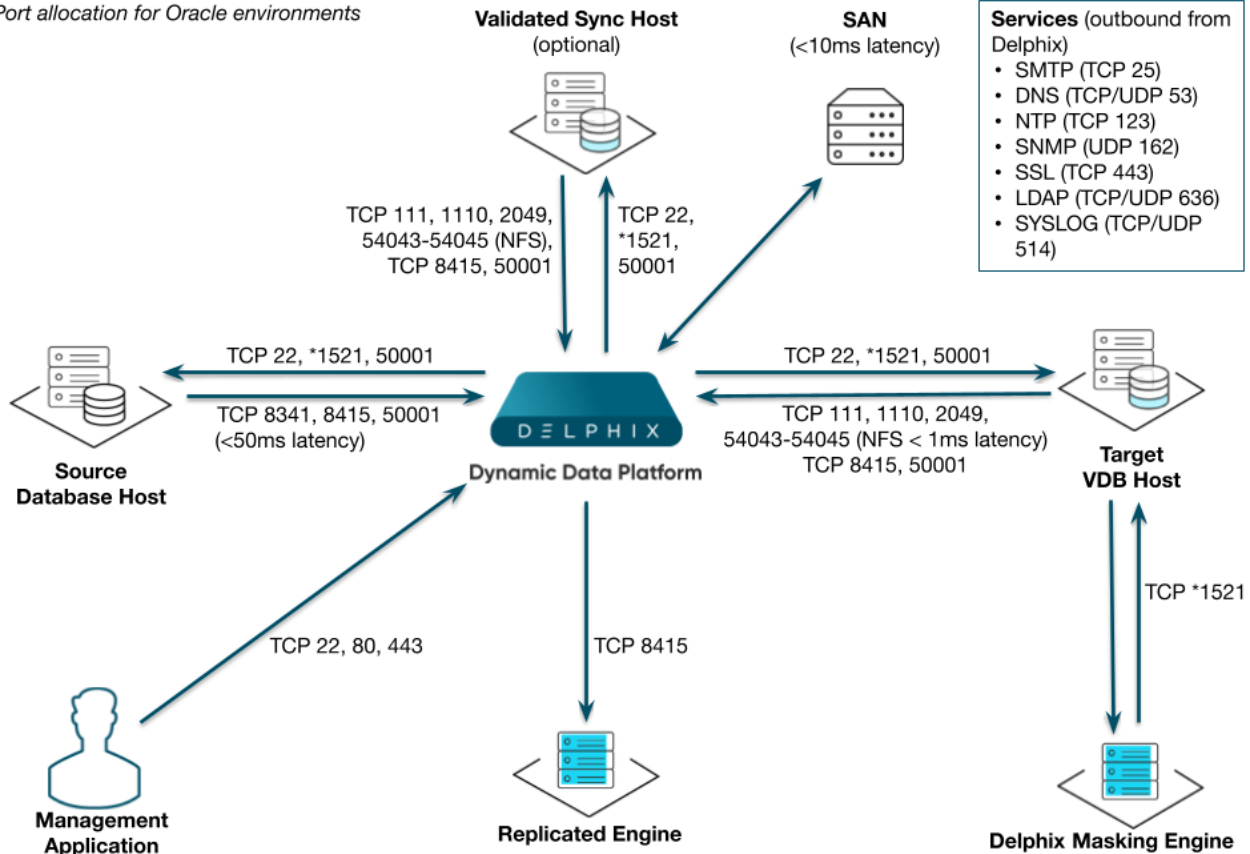 Port allocation for Oracle environments
Validated Sync Host
(optional)
SAN
(<10ms latency)
Services (outbound from
Delphix)
• SMTP (TCP 25)
• DNS (TCP/UDP 53)
• NTP (TCP 123)
• SNMP (UDP 162)
• SSL (TCP 443)
• LDAP (TCP/UDP 636)
• SYSLOG (TCP/UDP
514)
TCP 111, 1110, 2049,
54043-54045 (NFS),
TCP 8415, 50001
TCP 22,
*1521,
50001
TCP 22, *1521, 50001
TCP 8341, 8415, 50001
(<50ms latency)
Source
Database Host
DELPHIX
Dynamic Data Platform
TCP 22, *1521, 50001
TCP 111, 1110, 2049,
54043-54045 (NFS < 1ms latency)
TCP 8415, 50001
Target
VDB Host
TCP 22, 80, 443
TCP 8415
TCP *1521
Management
Application
Replicated Engine
Delphix Masking Engine